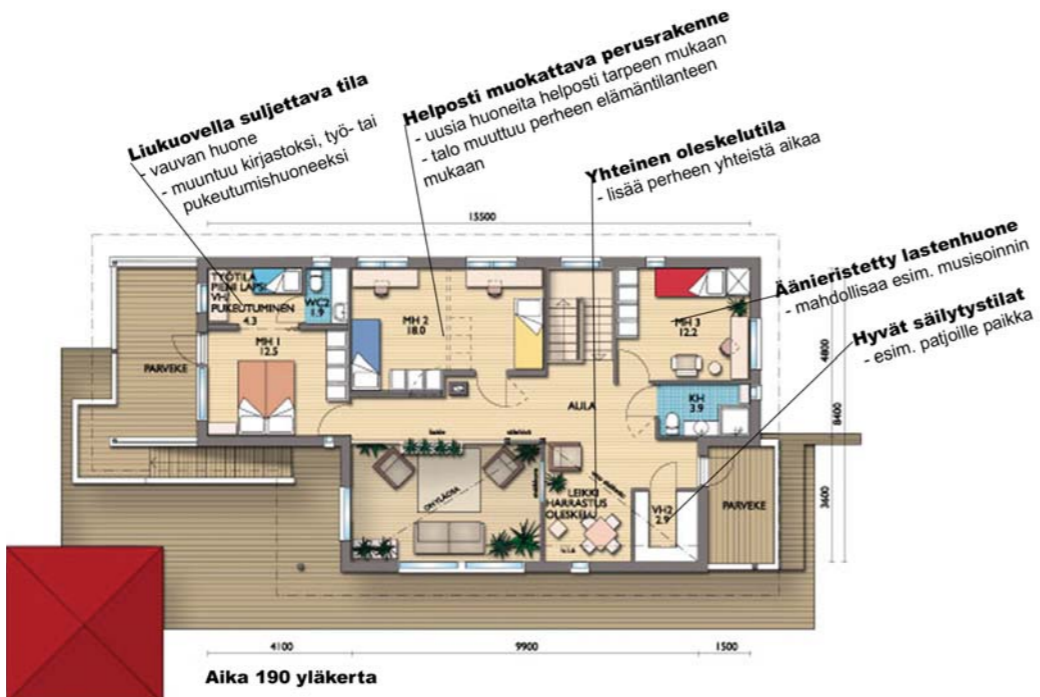 Liukuovella suljettava tila
- vauvan huone
- muuntuu kirjastoksi, työ- tai
pukeutumishuoneeksi
Helposti muokattava perusrakenne
- uusia huoneita helposti tarpeen mukaan
- talo muuttuu perheen elämäntilanteen
mukaan
Yhteinen oleskelutila
- lisää perheen yhteistä aikaa
Äänieristetty lastenhuone
- mahdollisaa esim. musisoinnin
Hyvät säilytystilat
- esim. patjoille paikka
15500
TYÖTILA
PIENI LAPSI
VH/
PUKEUTUMINEN
4.3
WC2
1.9
MH 1
12.5
MH 2
18.0
MH 3
12.2
KH
3.9
AULA
PARVEKE
OH YLÄOSA
LEIKKI
HARRASTUS
OLESKELU
VH2
2.9
PARVEKE
4800
8400
3600
4100
9900
1500
Aika 190 yläkerta